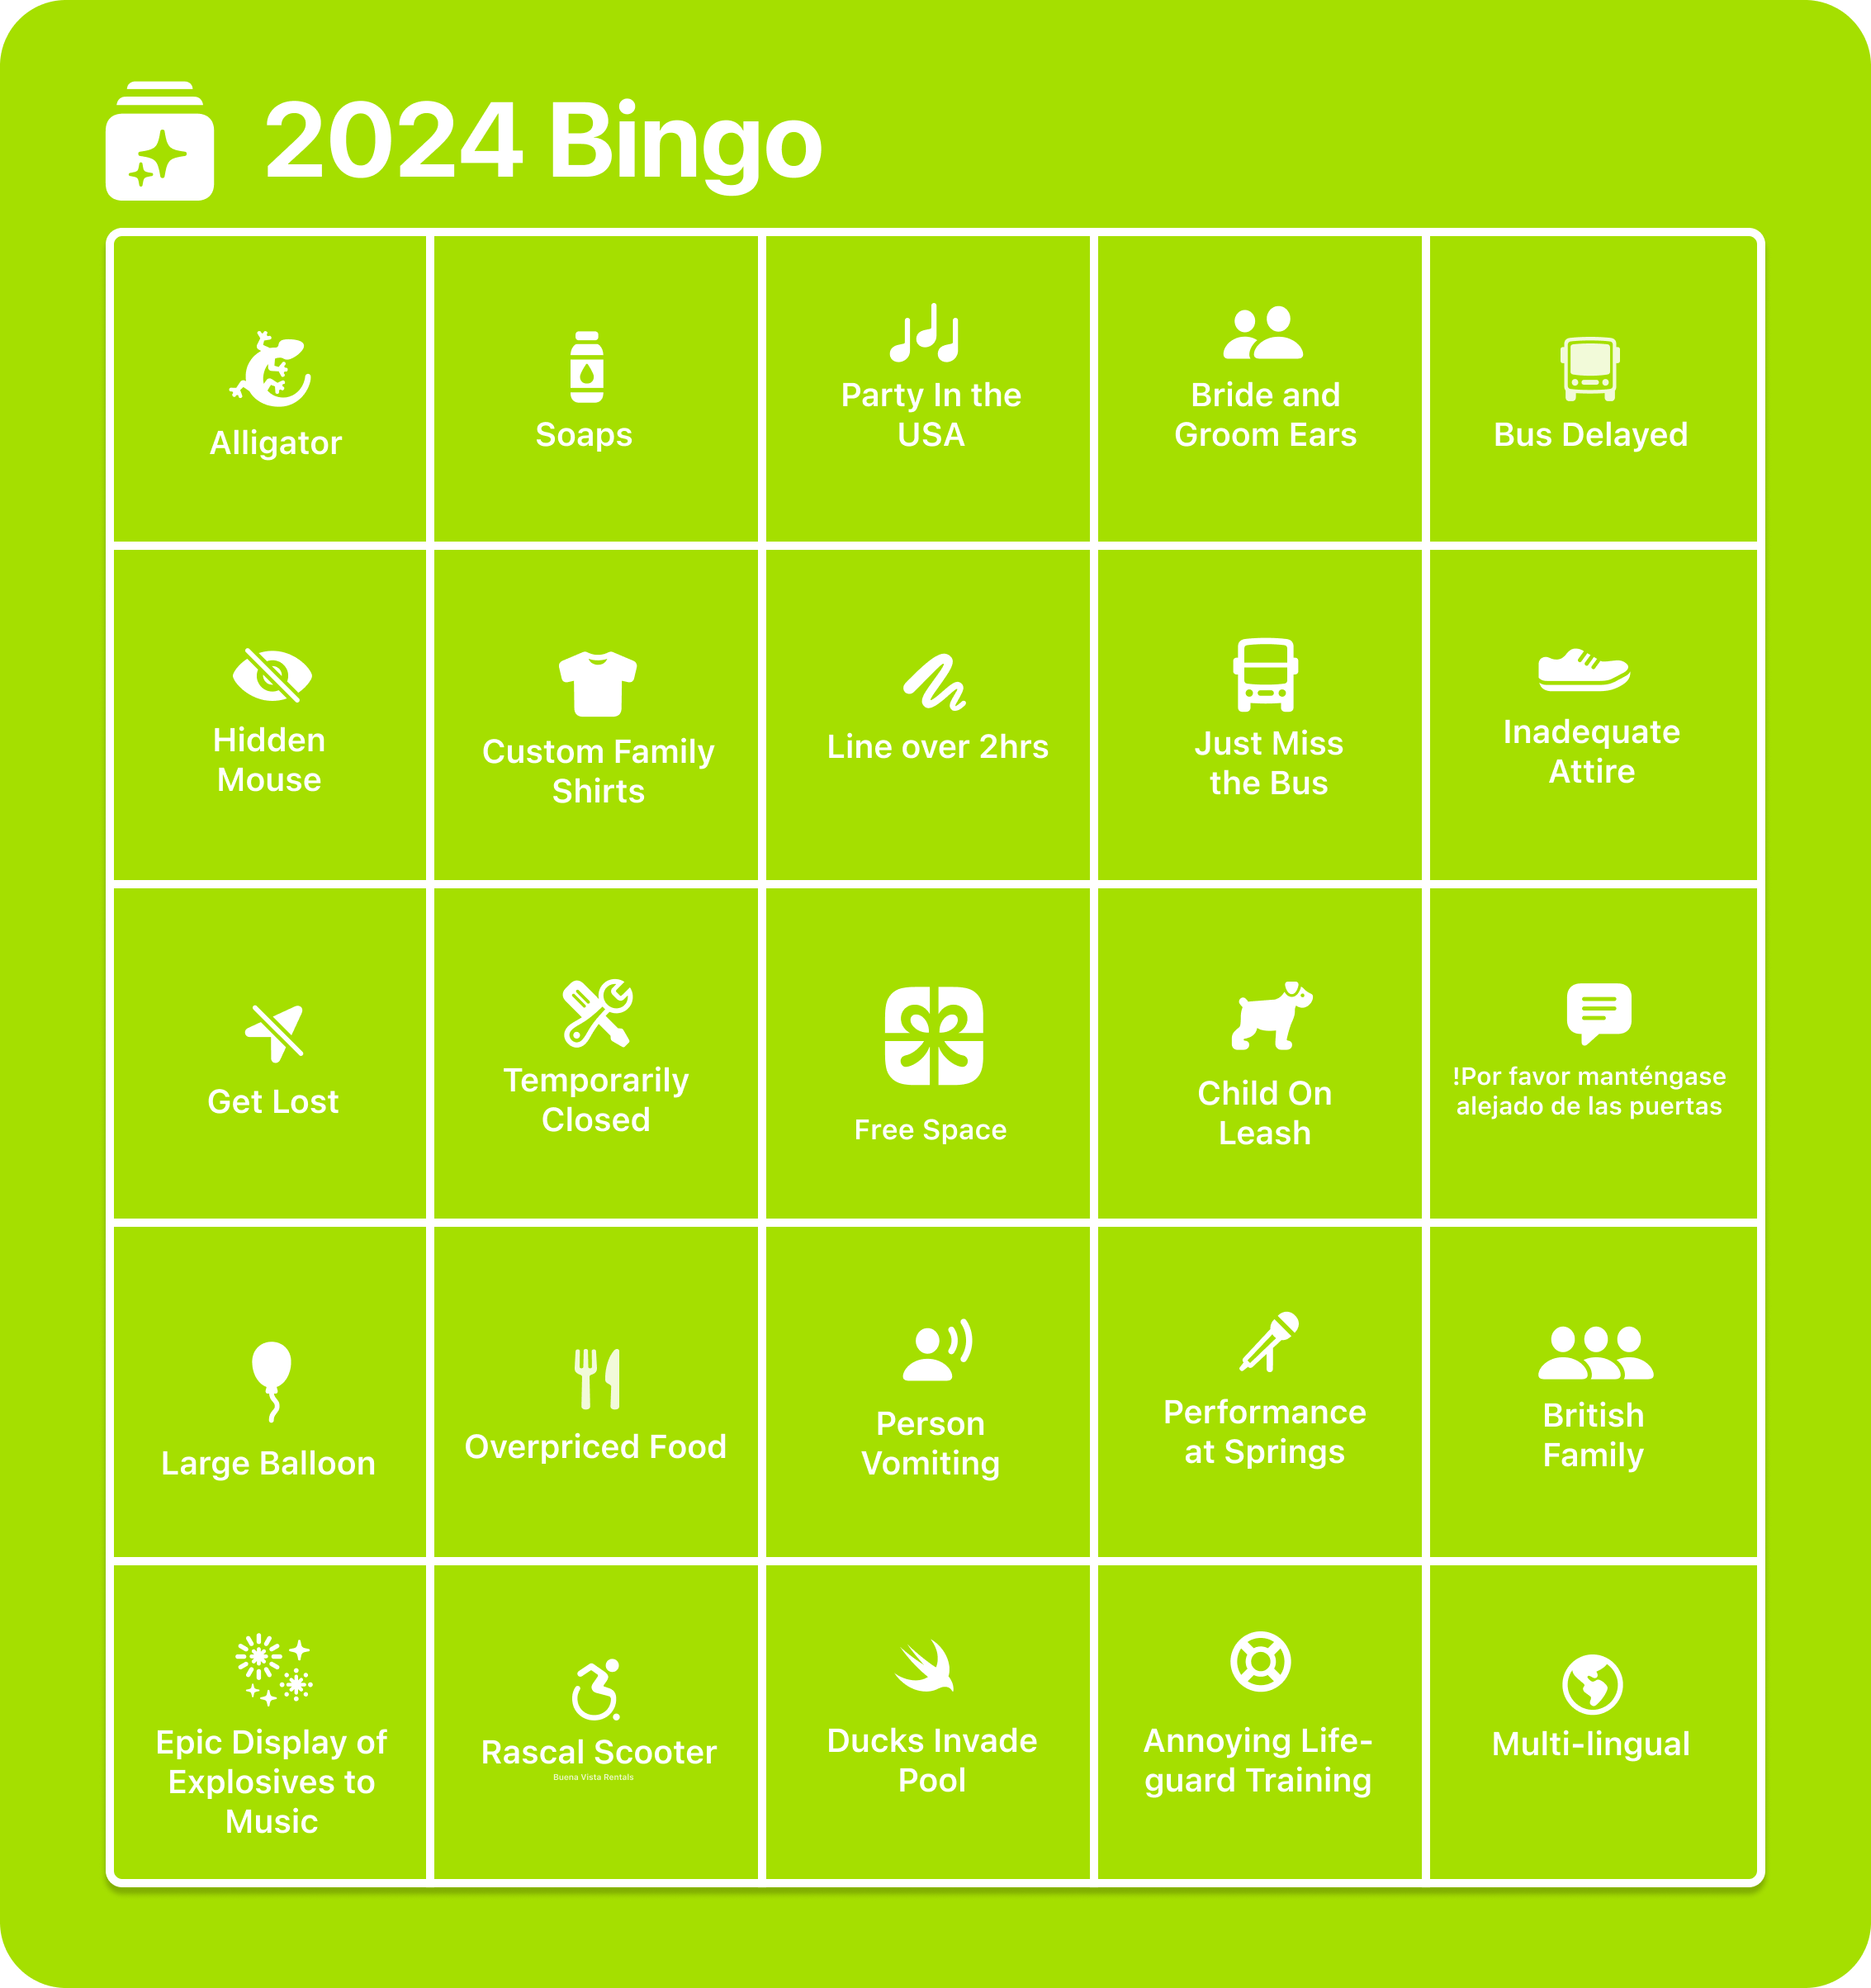 2024 Bingo
Alligator
Soaps
Party In the
USA
Bride and
Groom Ears
Bus Delayed
Hidden
Mouse
Custom Family
Shirts
Line over 2hrs
Just Miss
the Bus
Inadequate
Attire
Get Lost
Temporarily
Closed
Free Space
Child On
Leash
!Por favor manténgase
alejado de las puertas
Large Balloon
Overpriced Food
Person
Vomiting
Performance
at Springs
British
Family
Epic Display of
Explosives to
Music
Rascal Scooter
Buena Vista Rentals
Ducks Invade
Pool
Annoying Life-
guard Training
Multi-lingual